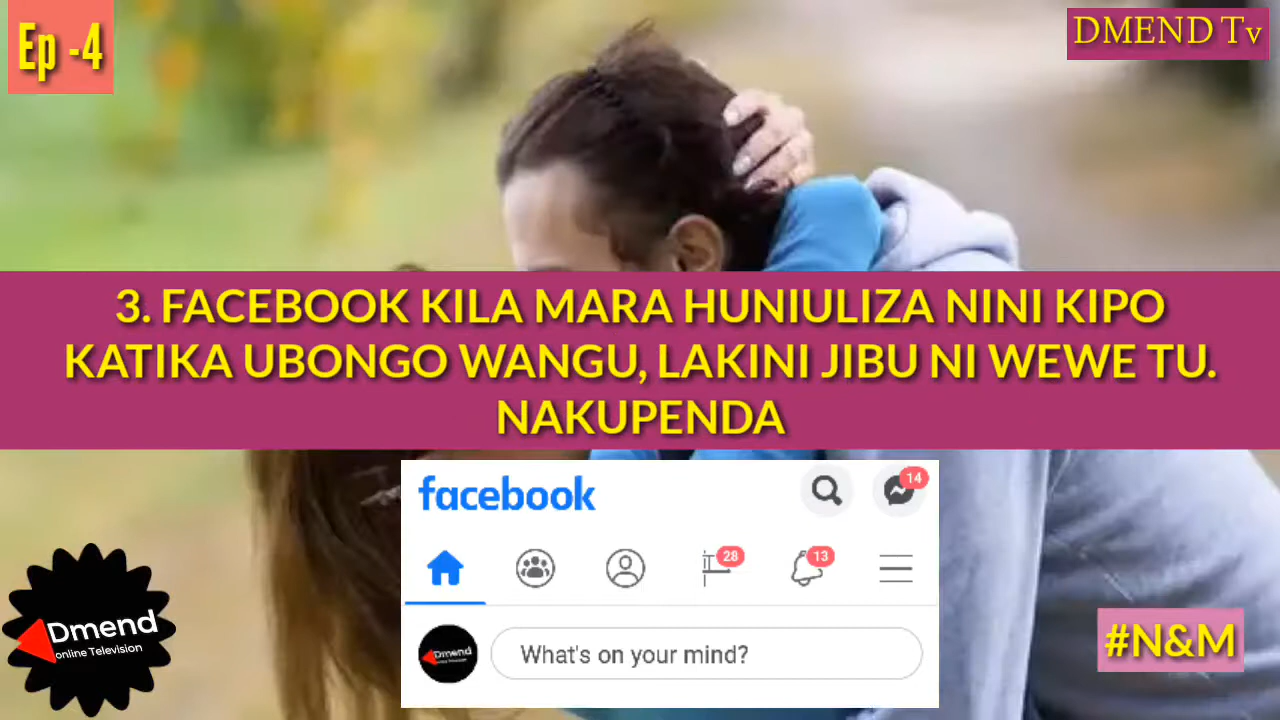 Ep -4
DMEND Tv
3. FACEBOOK KILA MARA HUNIULIZA NINI KIPO
KATIKA UBONGO WANGU, LAKINI JIBU NI WEWE TU.
NAKUPENDA
facebook
14
28
13
Dmend
online Television
Dmend
What's on your mind?
#N&M